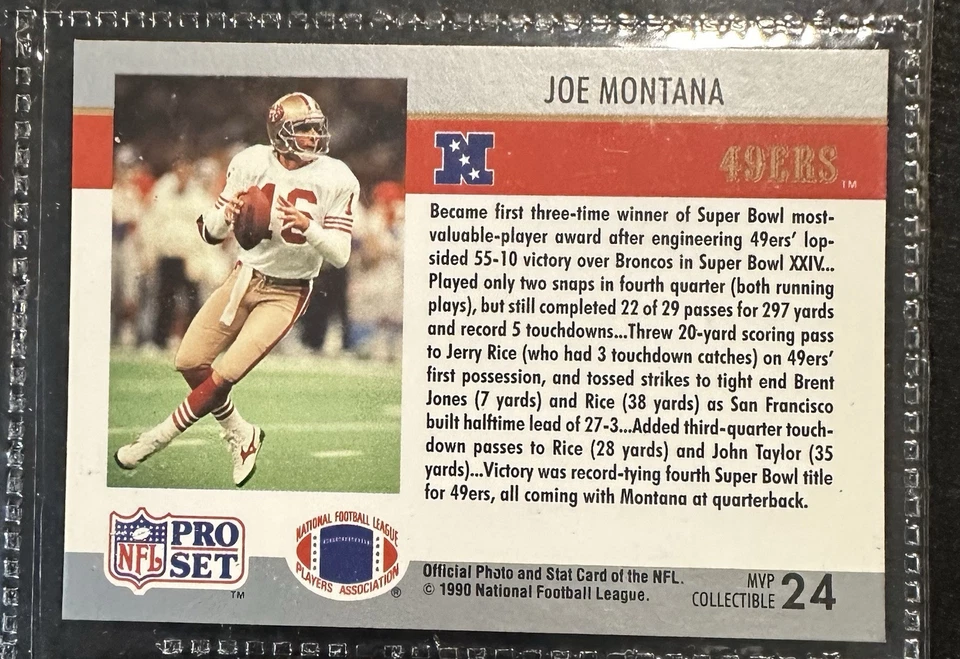 JOE MONTANA
49ERS
TM
Became first three-time winner of Super Bowl most-
valuable-player award after engineering 49ers' lop-
sided 55-10 victory over Broncos in Super Bowl XXIV...
Played only two snaps in fourth quarter (both running
plays), but still completed 22 of 29 passes for 297 yards
and record 5 touchdowns...Threw 20-yard scoring pass
to Jerry Rice (who had 3 touchdown catches) on 49ers'
first possession, and tossed strikes to tight end Brent
Jones (7 yards) and Rice (38 yards) as San Francisco
built halftime lead of 27-3...Added third-quarter touch-
down passes to Rice (28 yards) and John Taylor (35
yards)...Victory was record-tying fourth Super Bowl title
for 49ers, all coming with Montana at quarterback.
16
N
NFL
PRO
SET
TM
NATIONAL FOOTBALL LEAGUE
PLAYERS ASSOCIATION
®
Official Photo and Stat Card of the NFL.
© 1990 National Football League.
MVP
COLLECTIBLE 24